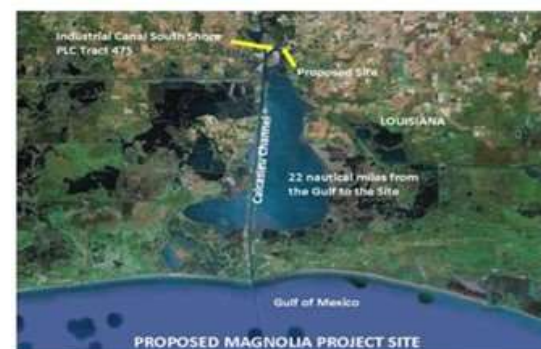 Industrial Canal South Shore
PLC Tract 475
Proposed Site
LOUISIANA
Calcasieu Channel
22 nautical miles from
the Gulf to the Site
Gulf of Mexico
PROPOSED MAGNOLIA PROJECT SITE